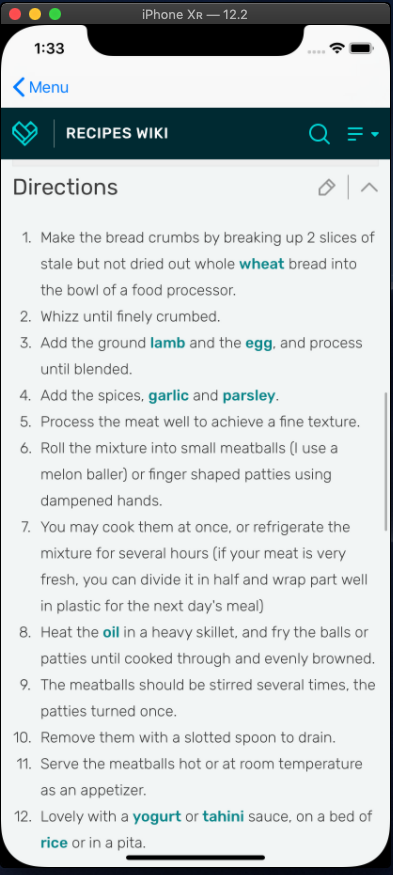 iPhone Xʀ — 12.2
1:33
Menu
RECIPES WIKI
Directions
1. Make the bread crumbs by breaking up 2 slices of
stale but not dried out whole wheat bread into
the bowl of a food processor.
2. Whizz until finely crumbed.
3. Add the ground lamb and the egg, and process
until blended.
4. Add the spices, garlic and parsley.
5. Process the meat well to achieve a fine texture.
6. Roll the mixture into small meatballs (I use a
melon baller) or finger shaped patties using
dampened hands.
7. You may cook them at once, or refrigerate the
mixture for several hours (if your meat is very
fresh, you can divide it in half and wrap part well
in plastic for the next day's meal)
8. Heat the oil in a heavy skillet, and fry the balls or
patties until cooked through and evenly browned.
9. The meatballs should be stirred several times, the
patties turned once.
10. Remove them with a slotted spoon to drain.
11. Serve the meatballs hot or at room temperature
as an appetizer.
12. Lovely with a yogurt or tahini sauce, on a bed of
rice or in a pita.